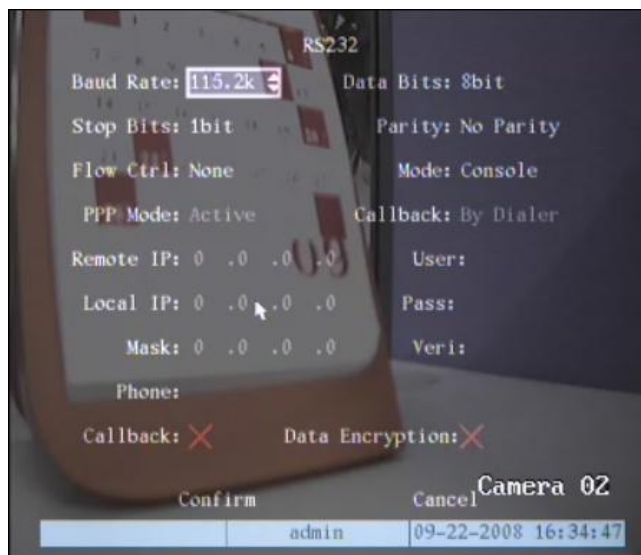 RS232
Baud Rate: 115.2k Data Bits: 8bit
Stop Bits: 1bit Parity: No Parity
Flow Ctrl: None Mode: Console
PPP Mode: Active Callback: By Dialer
Remote IP: 0 .0 .0 .0 User:
Local IP: 0 .0 .0 .0 Pass:
Mask: 0 .0 .0 .0 Veri:
Phone:
Callback: Data Encryption:
Confirm Cancel
Camera 02
admin 09-22-2008 16:34:47